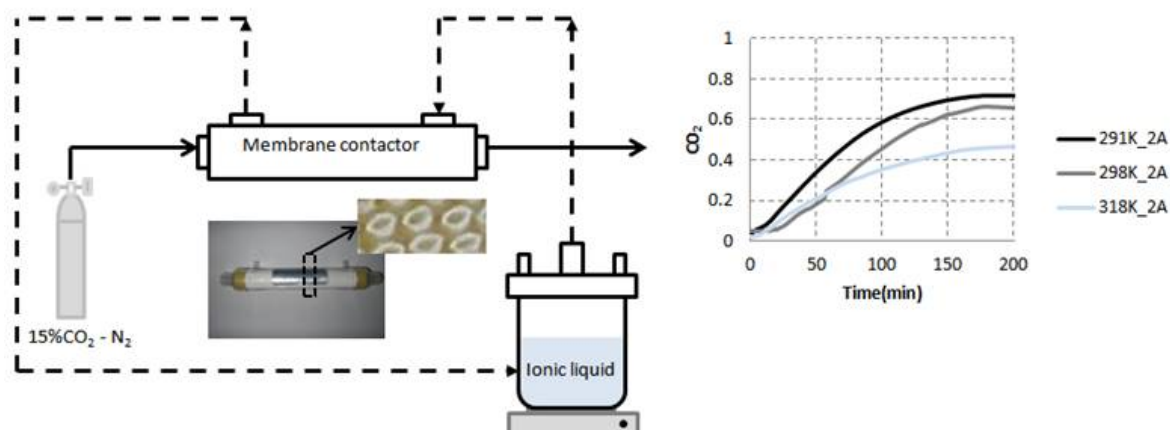 Membrane contactor
15%CO₂ - N₂
Ionic liquid
CO₂
1
0.8
0.6
0.4
0.2
0
0 50 100 150 200
Time(min)
291K_2A
298K_2A
318K_2A